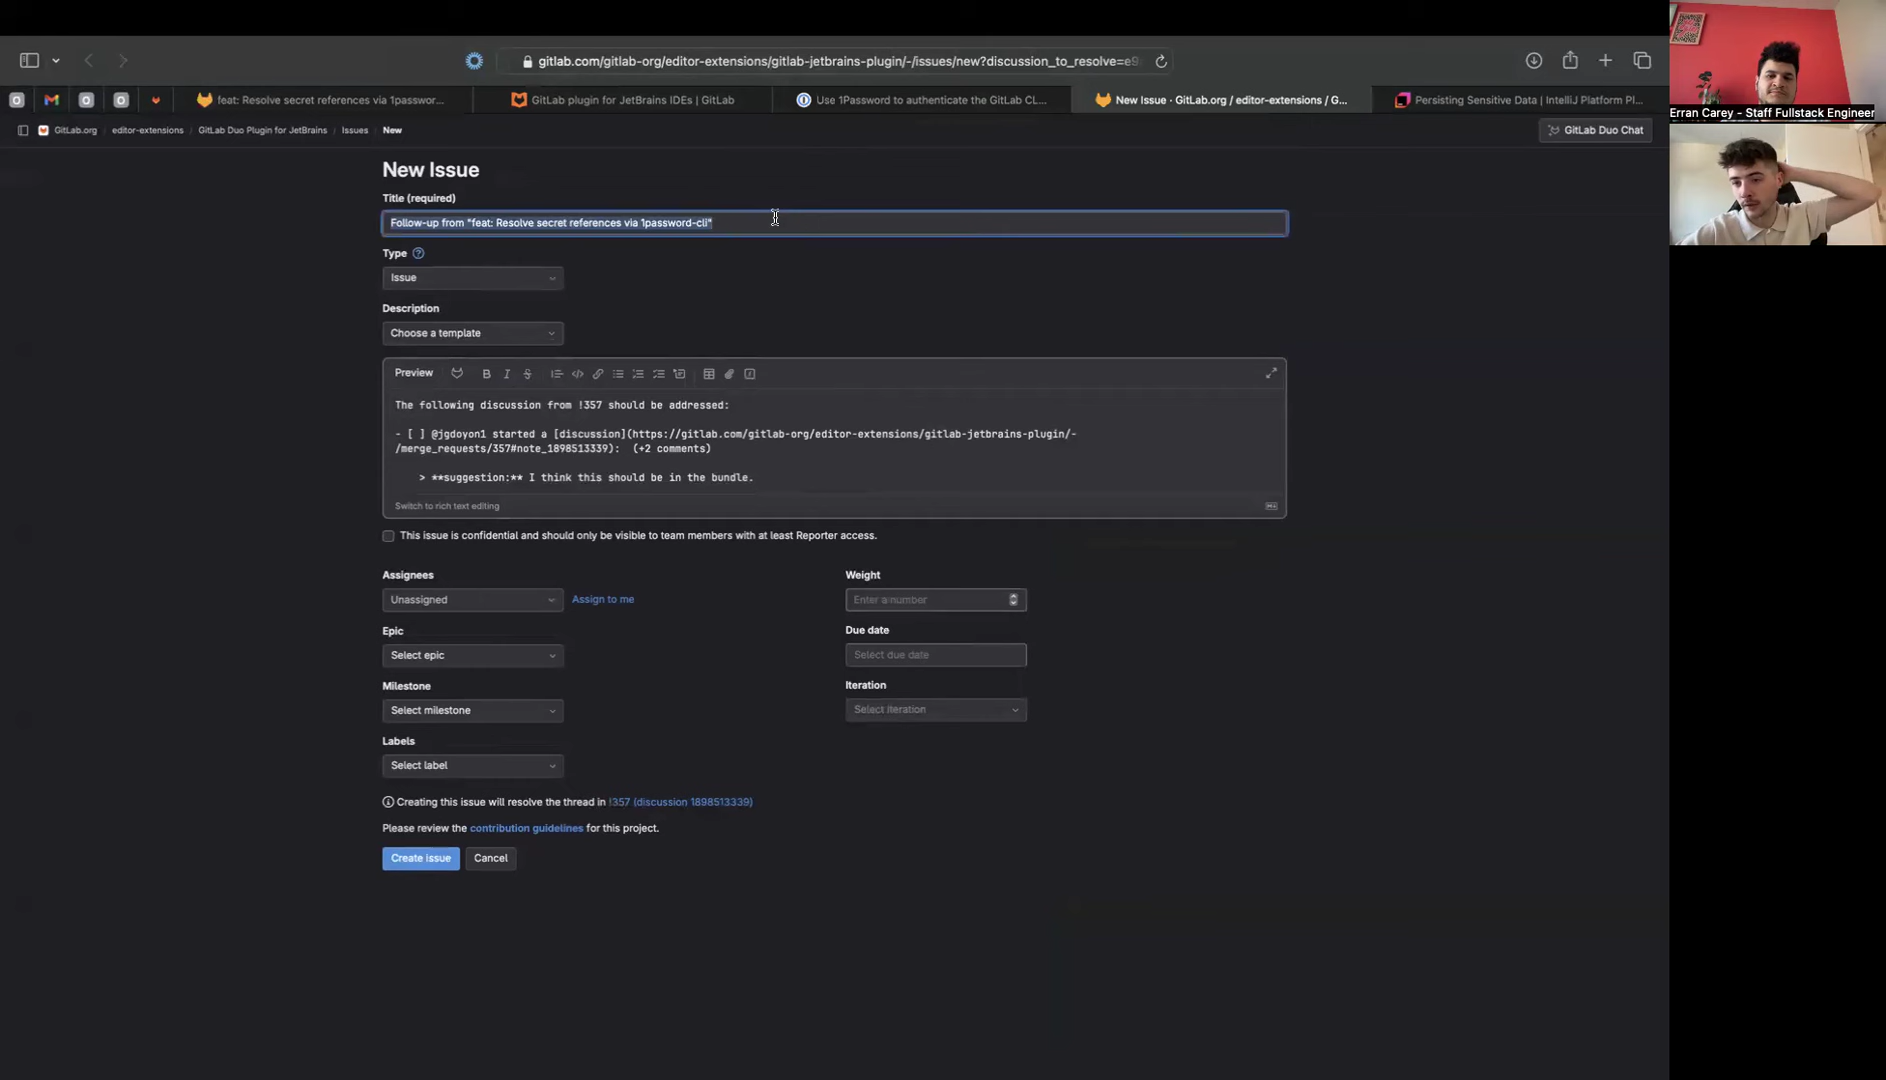 gitlab.com/gitlab-org/editor-extensions/gitlab-jetbrains-plugin/-/issues/new?discussion_to_resolve=e9
feat: Resolve secret references via 1passwor...
GitLab plugin for JetBrains IDEs | GitLab
Use 1Password to authenticate the GitLab CL...
New Issue · GitLab.org / editor-extensions / G...
Persisting Sensitive Data | IntelliJ Platform Pl...
Erran Carey - Staff Fullstack Engineer
GitLab.org
editor-extensions
GitLab Duo Plugin for JetBrains
Issues
New
GitLab Duo Chat
New Issue
Title (required)
Follow-up from "feat: Resolve secret references via 1password-cli"
Type
Issue
Description
Choose a template
Preview
The following discussion from !357 should be addressed:
- [ ] @jgdoyon1 started a [discussion](https://gitlab.com/gitlab-org/editor-extensions/gitlab-jetbrains-plugin/-
/merge_requests/357#note_1898513339):  (+2 comments)
> **suggestion:** I think this should be in the bundle.
Switch to rich text editing
This issue is confidential and should only be visible to team members with at least Reporter access.
Assignees
Unassigned
Assign to me
Weight
Enter a number
Epic
Select epic
Due date
Select due date
Milestone
Select milestone
Iteration
Select iteration
Labels
Select label
Creating this issue will resolve the thread in !357 (discussion 1898513339)
Please review the contribution guidelines for this project.
Create issue
Cancel